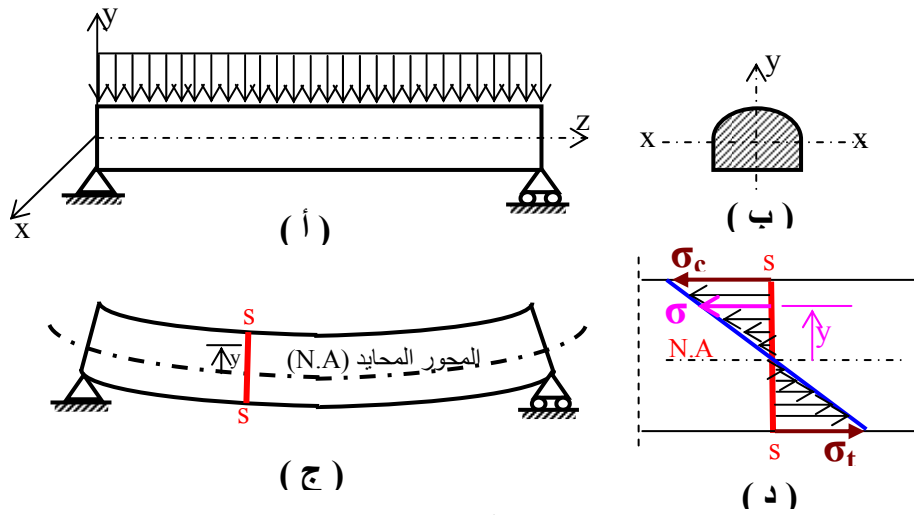 y
z
x
( أ )
y
x x
( ب )
s
y
المحور المحايد (N.A)
s
( ج )
σc s
σ
y
N.A
s
σt
( د )